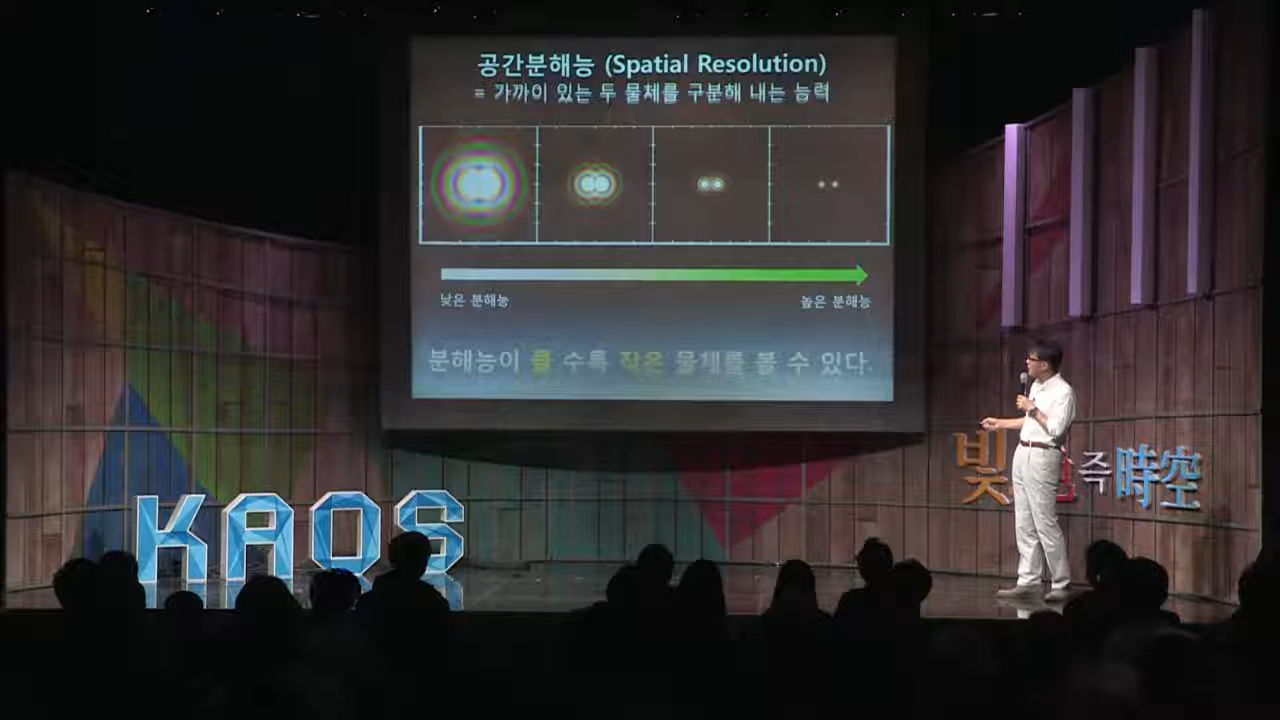 공간분해능 (Spatial Resolution)
= 가까이 있는 두 물체를 구분해 내는 능력
낮은 분해능
높은 분해능
분해능이 클 수록 작은 물체를 볼 수 있다.
KAOS
빛
즉 時空